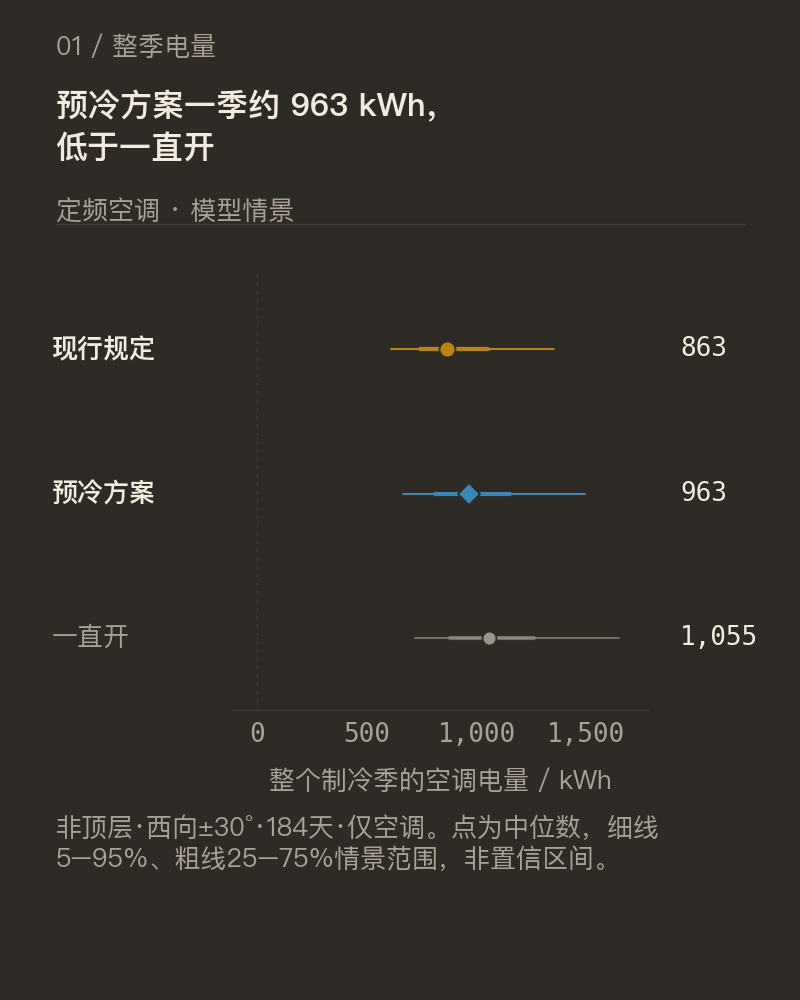 01 / 整季电量
预冷方案一季约 963 kWh，
低于一直开
定频空调 · 模型情景
现行规定 863
预冷方案 963
一直开 1,055
0 500 1,000 1,500
整个制冷季的空调电量 / kWh
非顶层·西向±30°·184天·仅空调。点为中位数，细线
5—95%、粗线25—75%情景范围，非置信区间。